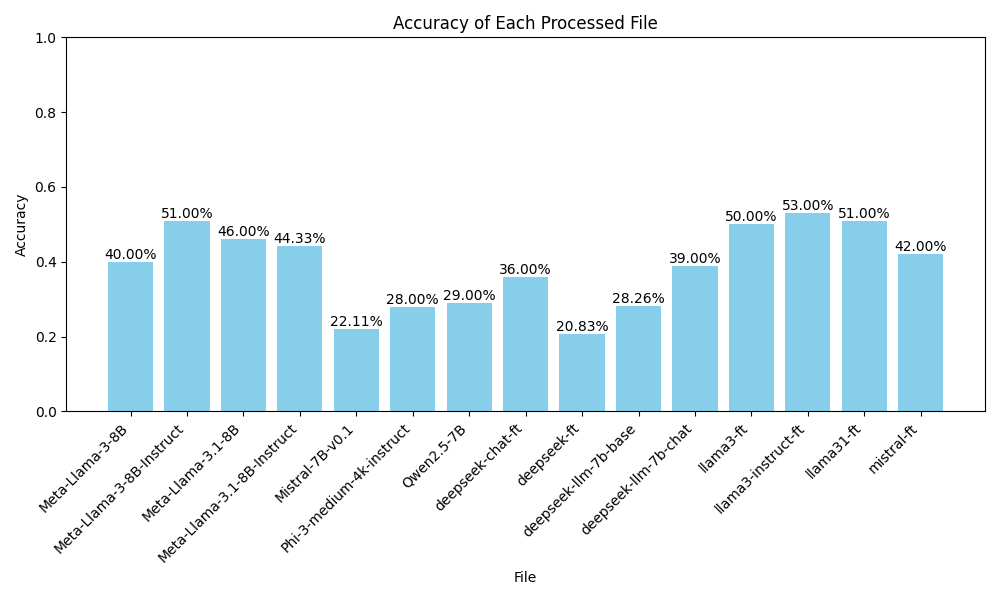 Accuracy of Each Processed File
Accuracy
1.0
0.8
0.6
0.4
0.2
0.0
40.00%
51.00%
46.00%
44.33%
22.11%
28.00%
29.00%
36.00%
20.83%
28.26%
39.00%
50.00%
53.00%
51.00%
42.00%
Meta-Llama-3-8B
Meta-Llama-3-8B-Instruct
Meta-Llama-3.1-8B
Meta-Llama-3.1-8B-Instruct
Mistral-7B-v0.1
Phi-3-medium-4k-instruct
Qwen2.5-7B
deepseek-chat-ft
deepseek-ft
deepseek-llm-7b-base
deepseek-llm-7b-chat
llama3-ft
llama3-instruct-ft
llama31-ft
mistral-ft
File